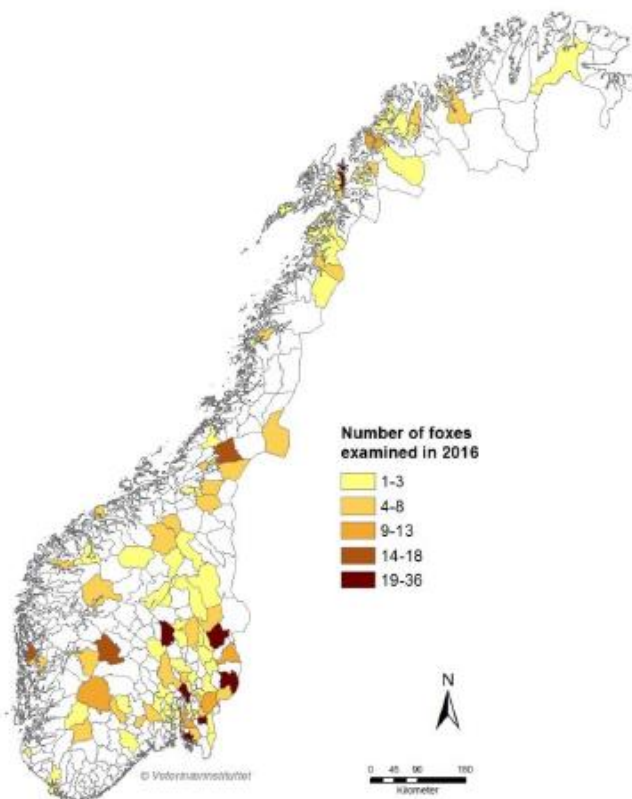 Number of foxes
examined in 2016
1-3
4-8
9-13
14-18
19-36
N
0 45 90 180
Kilometer
© Veterinærinstituttet